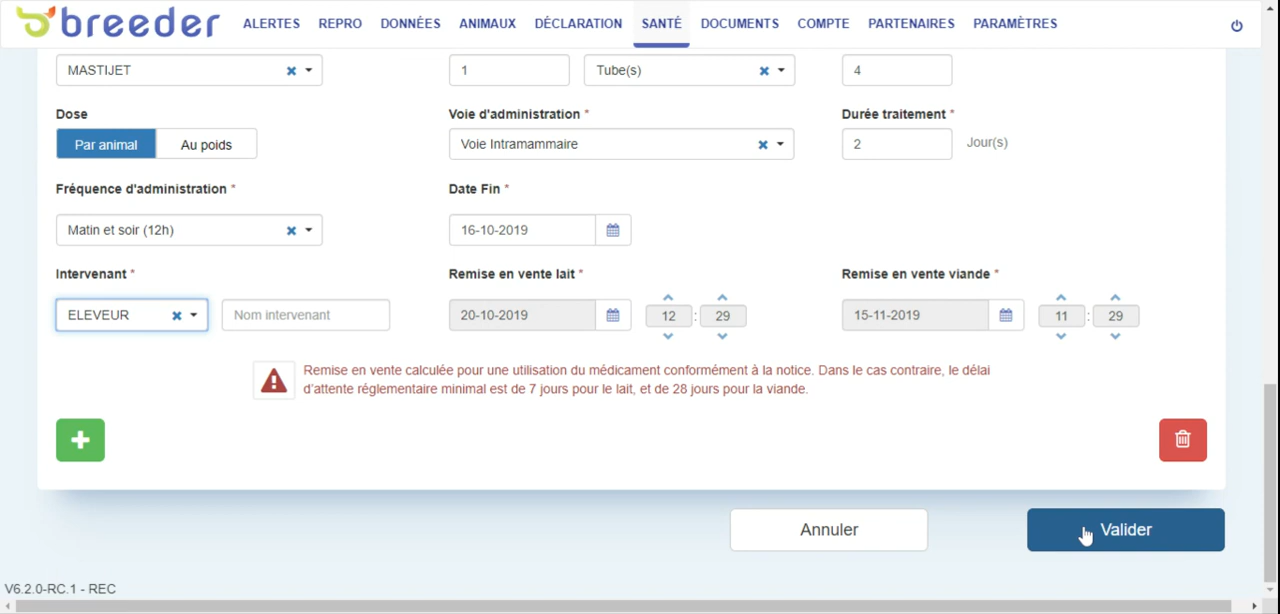 breeder ALERTES REPRO DONNÉES ANIMAUX DÉCLARATION SANTÉ DOCUMENTS COMPTE PARTENAIRES PARAMÈTRES
MASTIJET 1 Tube(s) 4
Dose Voie d'administration * Durée traitement *
Par animal Au poids Voie Intramammaire 2 Jour(s)
Fréquence d'administration * Date Fin *
Matin et soir (12h) 16-10-2019
Intervenant * Remise en vente lait * Remise en vente viande *
ELEVEUR Nom intervenant 20-10-2019 12 : 29 15-11-2019 11 : 29
Remise en vente calculée pour une utilisation du médicament conformément à la notice. Dans le cas contraire, le délai
d'attente réglementaire minimal est de 7 jours pour le lait, et de 28 jours pour la viande.
Annuler Valider
V6.2.0-RC.1 - REC